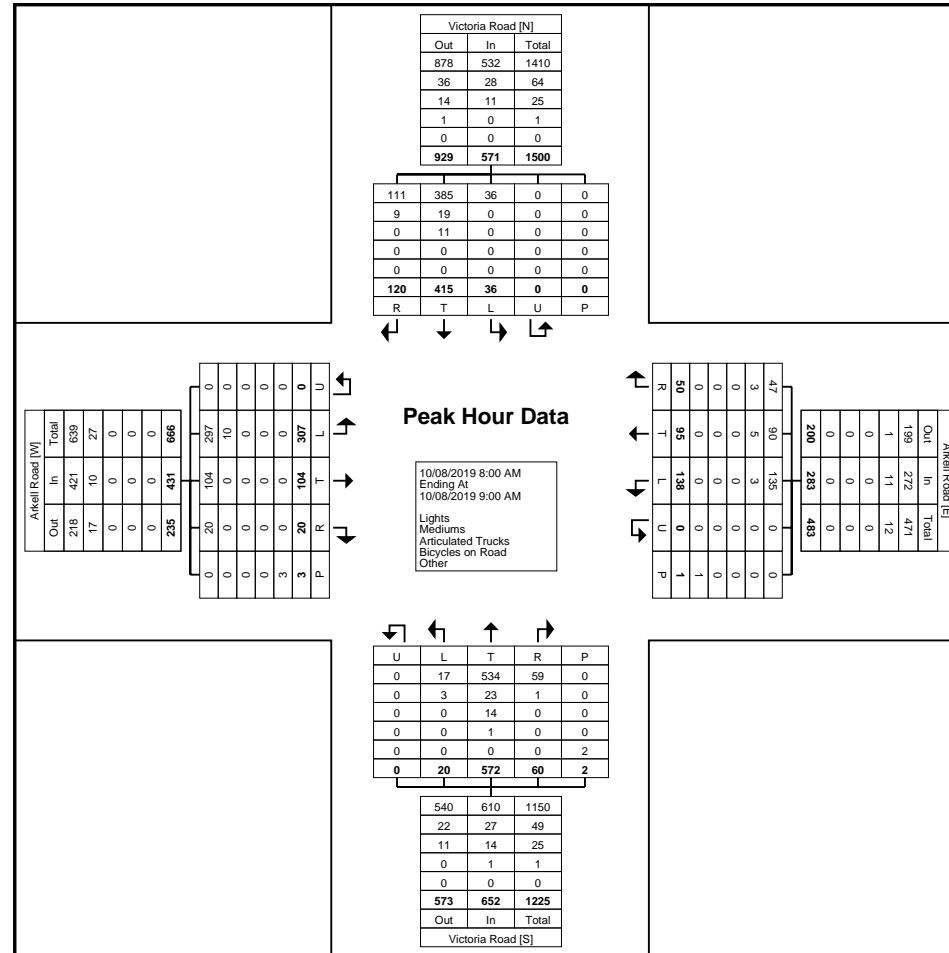 Victoria Road [N]
Out In Total
878 532 1410
36 28 64
14 11 25
1 0 1
0 0 0
929 571 1500
111 385 36 0 0
9 19 0 0 0
0 11 0 0 0
0 0 0 0 0
0 0 0 0 0
120 415 36 0 0
R T L U P
Arkell Road [W]
Total 639 27 0 0 0 666
In 421 10 0 0 0 431
Out 218 17 0 0 0 235
0 0 0 0 0 0 U
297 10 0 0 0 307 L
104 0 0 0 0 104 T
20 0 0 0 0 20 R
0 0 0 0 3 3 P
Peak Hour Data
10/08/2019 8:00 AM
Ending At
10/08/2019 9:00 AM
Lights
Mediums
Articulated Trucks
Bicycles on Road
Other
R 50 0 0 0 3 47
T 95 0 0 0 5 90
L 138 0 0 0 3 135
U 0 0 0 0 0 0
P 1 1 0 0 0 0
Arkell Road [E]
200 0 0 0 1 199 Out
283 0 0 0 11 272 In
483 0 0 0 12 471 Total
U L T R P
0 17 534 59 0
0 3 23 1 0
0 0 14 0 0
0 0 1 0 0
0 0 0 0 2
0 20 572 60 2
540 610 1150
22 27 49
11 14 25
0 1 1
0 0 0
573 652 1225
Out In Total
Victoria Road [S]